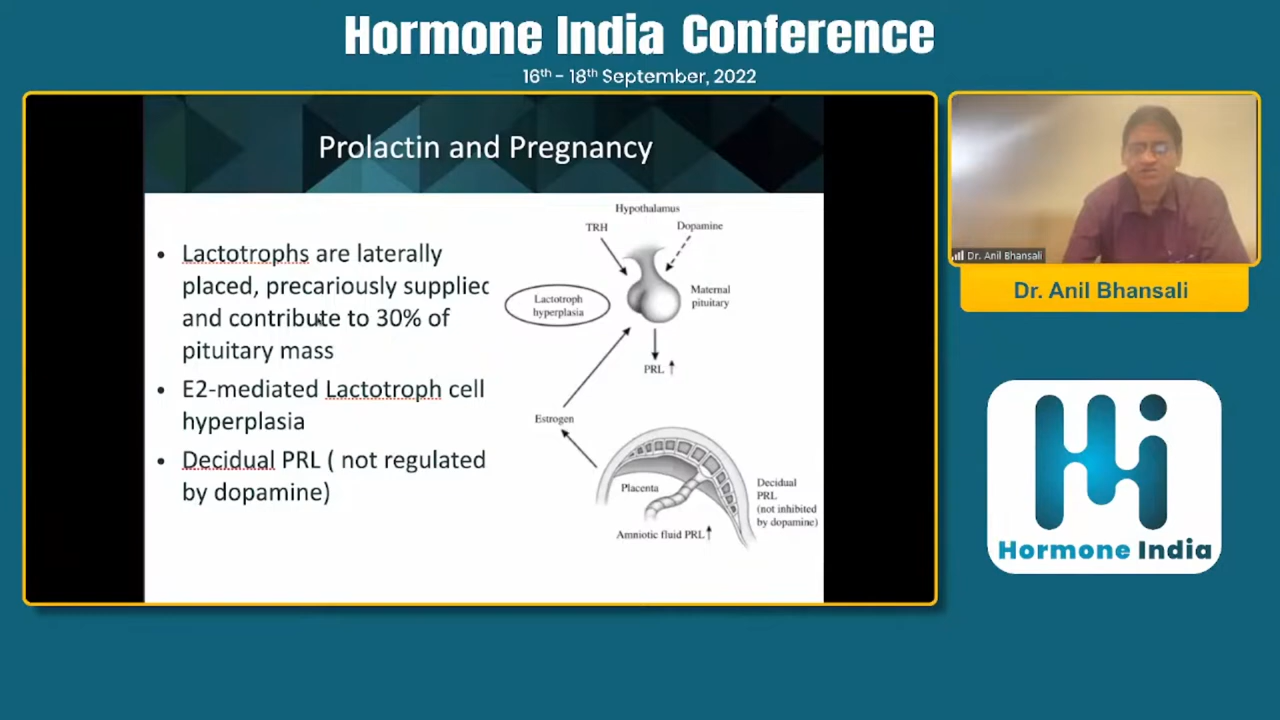 Hormone India Conference
16th - 18th September, 2022
Prolactin and Pregnancy
• Lactotrophs are laterally
placed, precariously supplied
and contribute to 30% of
pituitary mass
• E2-mediated Lactotroph cell
hyperplasia
• Decidual PRL ( not regulated
by dopamine)
Hypothalamus
TRH
Dopamine
Lactotroph
hyperplasia
Maternal
pituitary
PRL ↑
Estrogen
Placenta
Decidual
PRL
(not inhibited
by dopamine)
Amniotic fluid PRL ↑
Dr. Anil Bhansali
Dr. Anil Bhansali
Hi
Hormone India